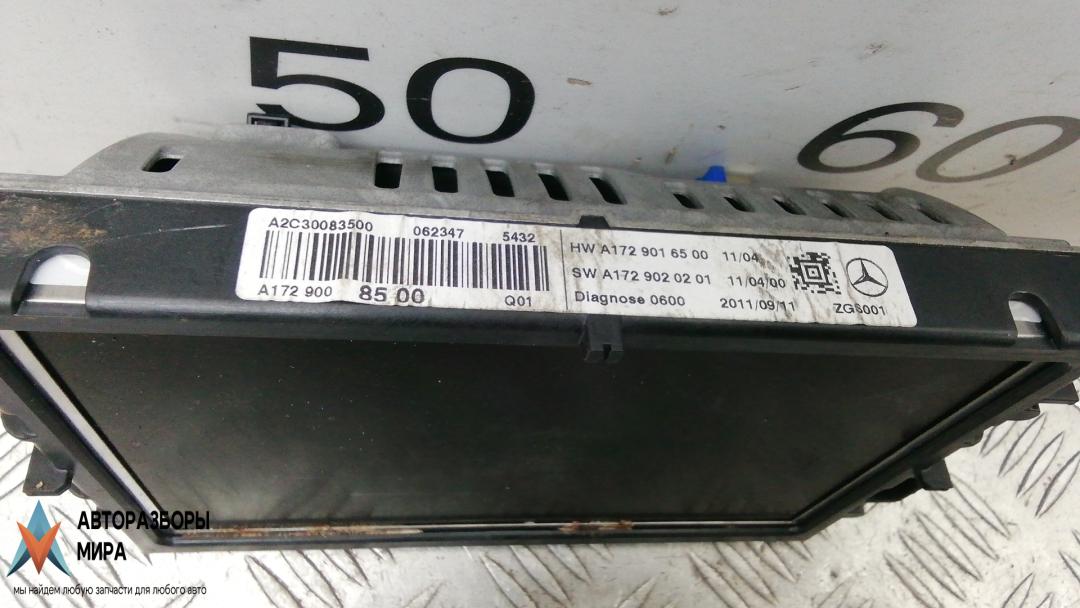 50
60
A2C30083500 062347 5432
A172 900 85 00 Q01
HW A172 901 65 00 11/04
SW A172 902 02 01 11/04/00
Diagnose 0600 2011/09/11 ZGS001
АВТОРАЗБОРЫ
МИРА
мы найдем любую запчасти для любого авто